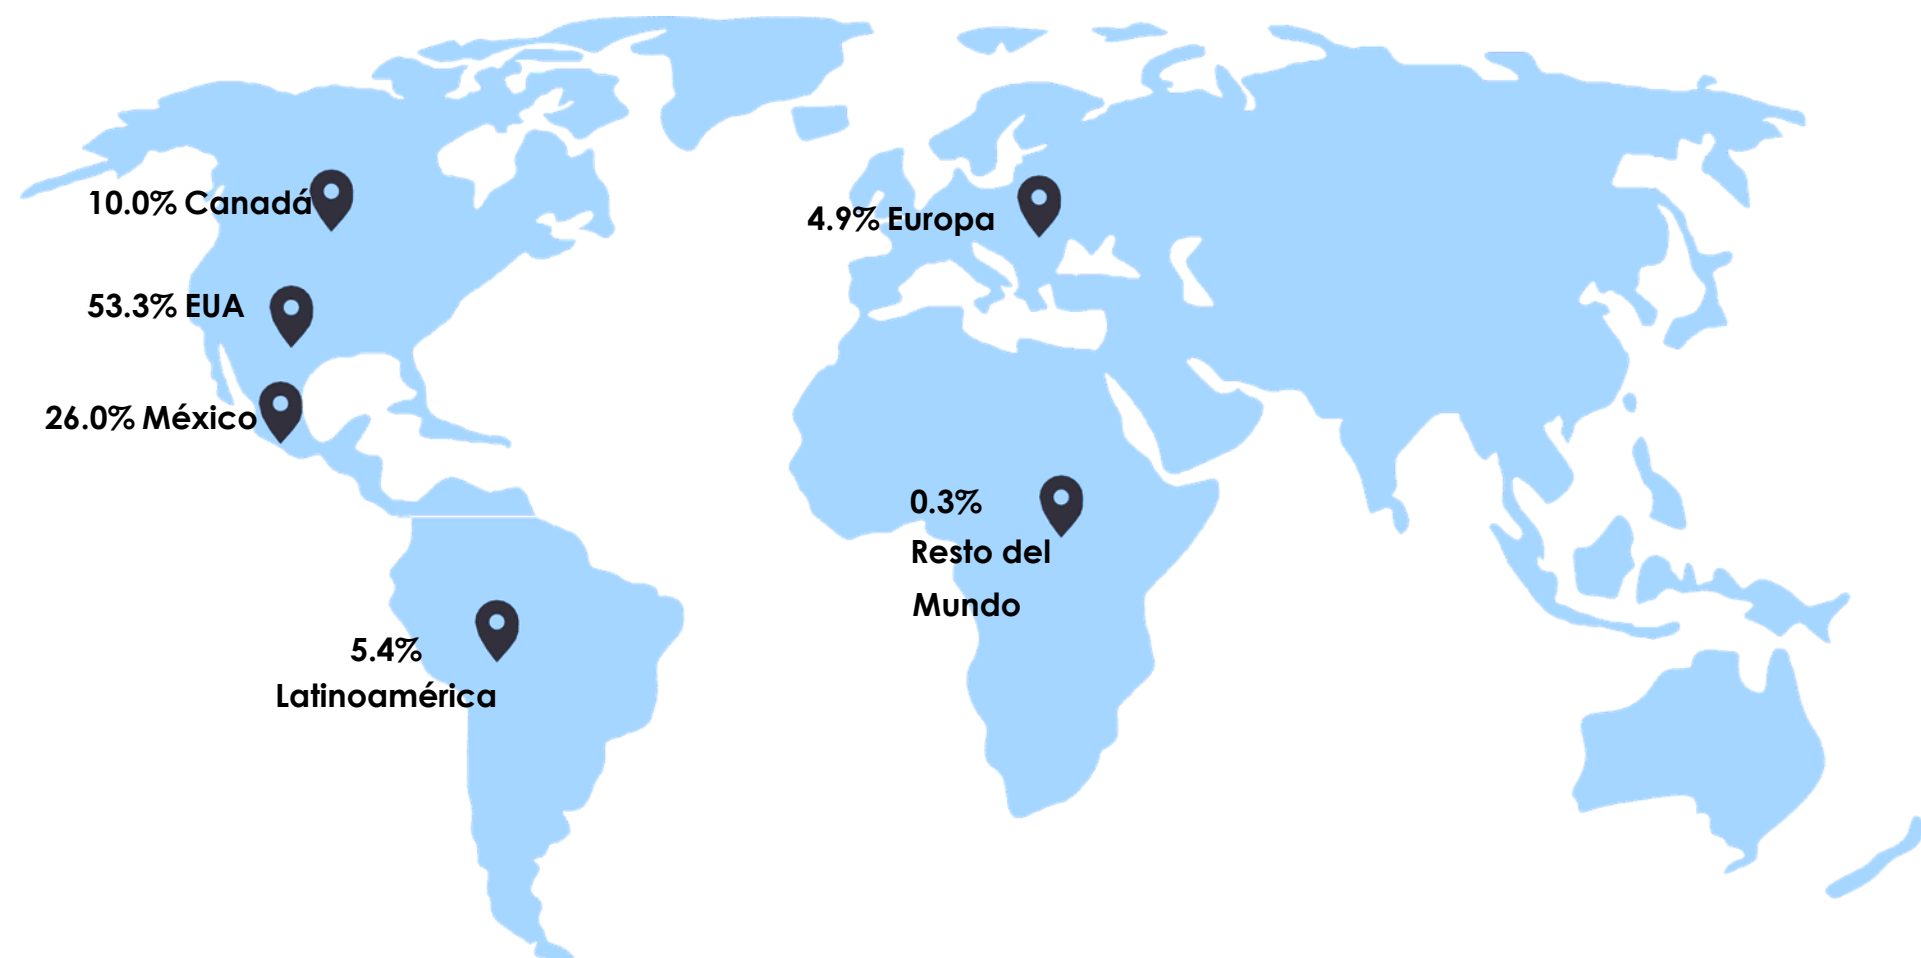 10.0% Canadá
53.3% EUA
26.0% México
5.4%
Latinoamérica
4.9% Europa
0.3%
Resto del
Mundo